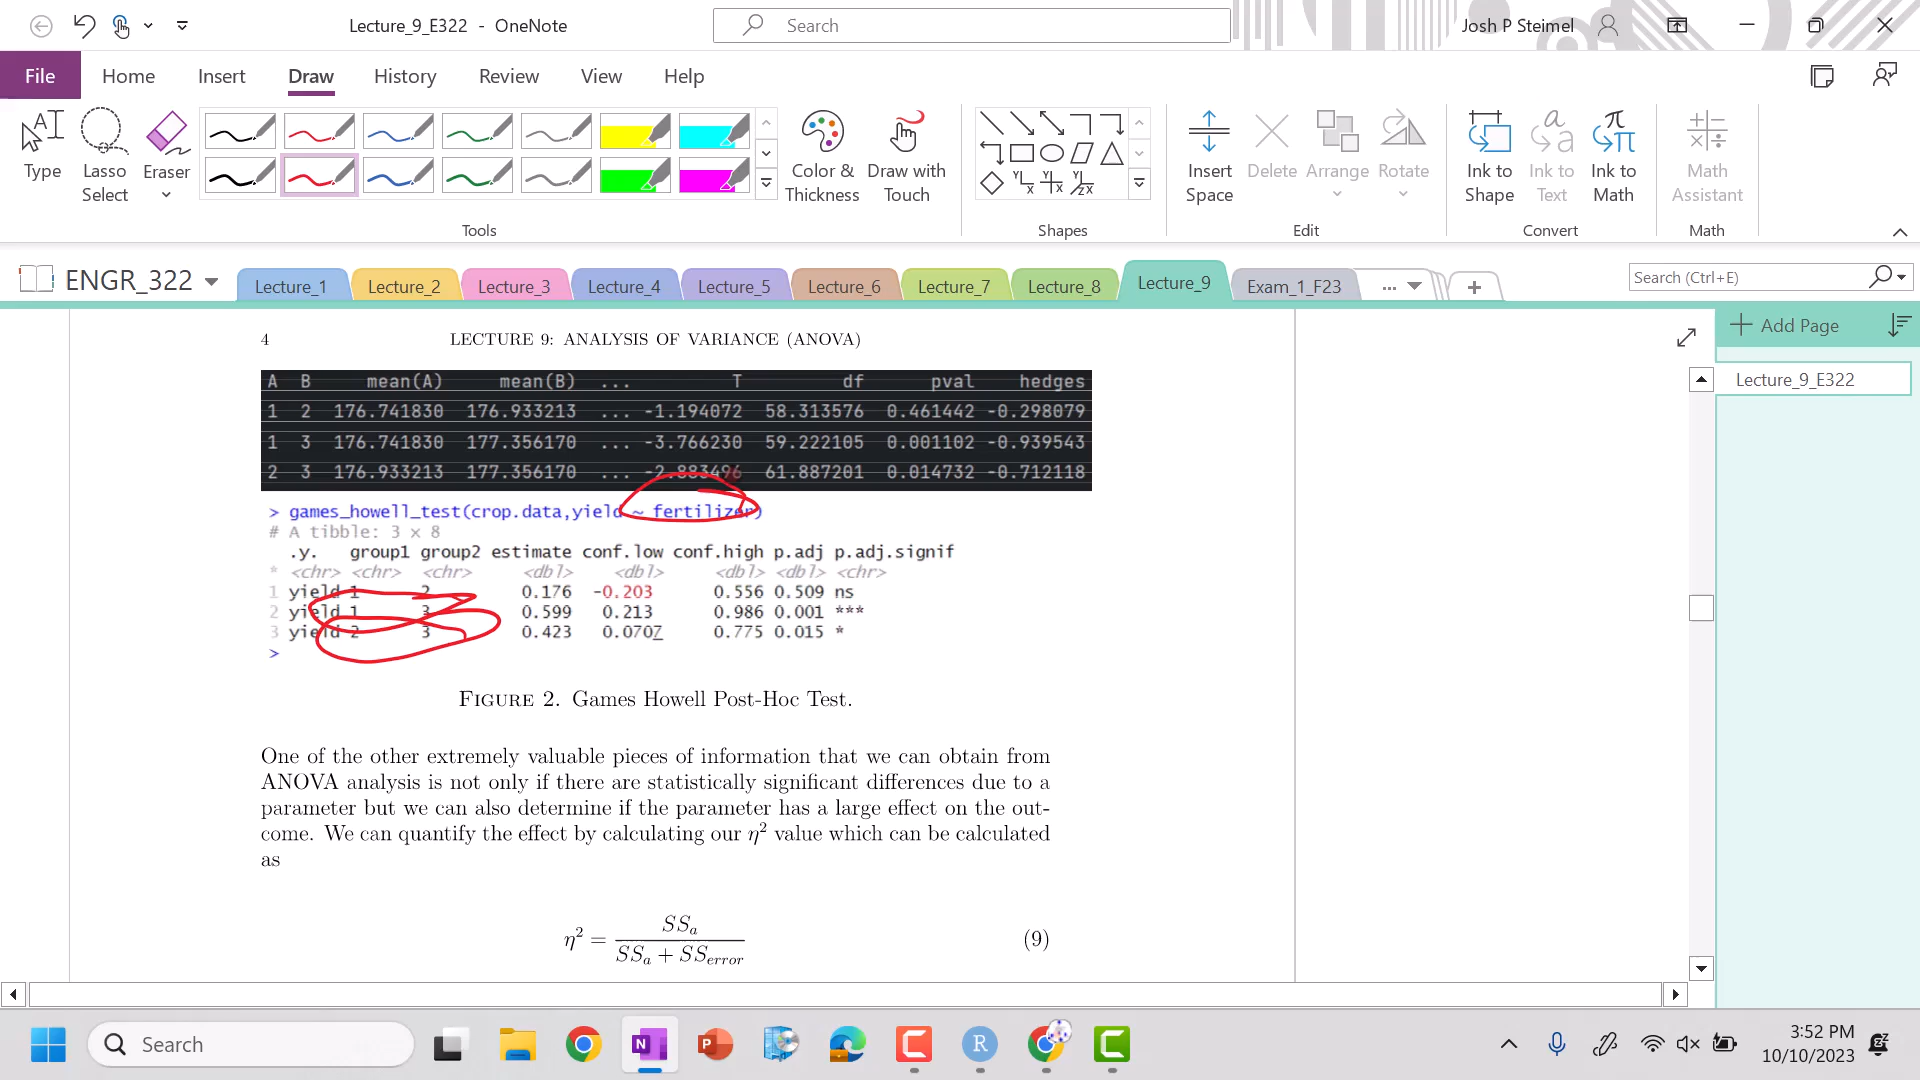 Lecture_9_E322 - OneNote
Search
Josh P Steimel
File Home Insert Draw History Review View Help
Type
Lasso Select
Eraser
Color & Thickness
Draw with Touch
Insert Space
Delete
Arrange
Rotate
Ink to Shape
Ink to Text
Ink to Math
Math Assistant
Tools Shapes Edit Convert Math
ENGR_322
Lecture_1 Lecture_2 Lecture_3 Lecture_4 Lecture_5 Lecture_6 Lecture_7 Lecture_8 Lecture_9 Exam_1_F23 ...
Search (Ctrl+E)
Add Page
Lecture_9_E322
4 LECTURE 9: ANALYSIS OF VARIANCE (ANOVA)
A B mean(A) mean(B) ... T df pval hedges
1 2 176.741830 176.933213 ... -1.194072 58.313576 0.461442 -0.298079
1 3 176.741830 177.356170 ... -3.766230 59.222105 0.001102 -0.939543
2 3 176.933213 177.356170 ... -2.883496 61.887201 0.014732 -0.712118
> games_howell_test(crop.data,yield ~ fertilizer)
# A tibble: 3 x 8
.y. group1 group2 estimate conf.low conf.high p.adj p.adj.signif
* <chr> <chr> <chr> <dbl> <dbl> <dbl> <dbl> <chr>
1 yield 1 2 0.176 -0.203 0.556 0.509 ns
2 yield 1 3 0.599 0.213 0.986 0.001 ***
3 yield 2 3 0.423 0.0707 0.775 0.015 *
>
FIGURE 2. Games Howell Post-Hoc Test.
One of the other extremely valuable pieces of information that we can obtain from
ANOVA analysis is not only if there are statistically significant differences due to a
parameter but we can also determine if the parameter has a large effect on the out-
come. We can quantify the effect by calculating our η² value which can be calculated
as
η² = SSₐ / (SSₐ + SS_error) (9)
Search
3:52 PM
10/10/2023